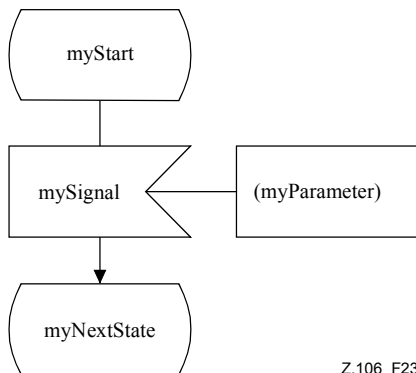 myStart
mySignal
(myParameter)
myNextState
Z.106_F23